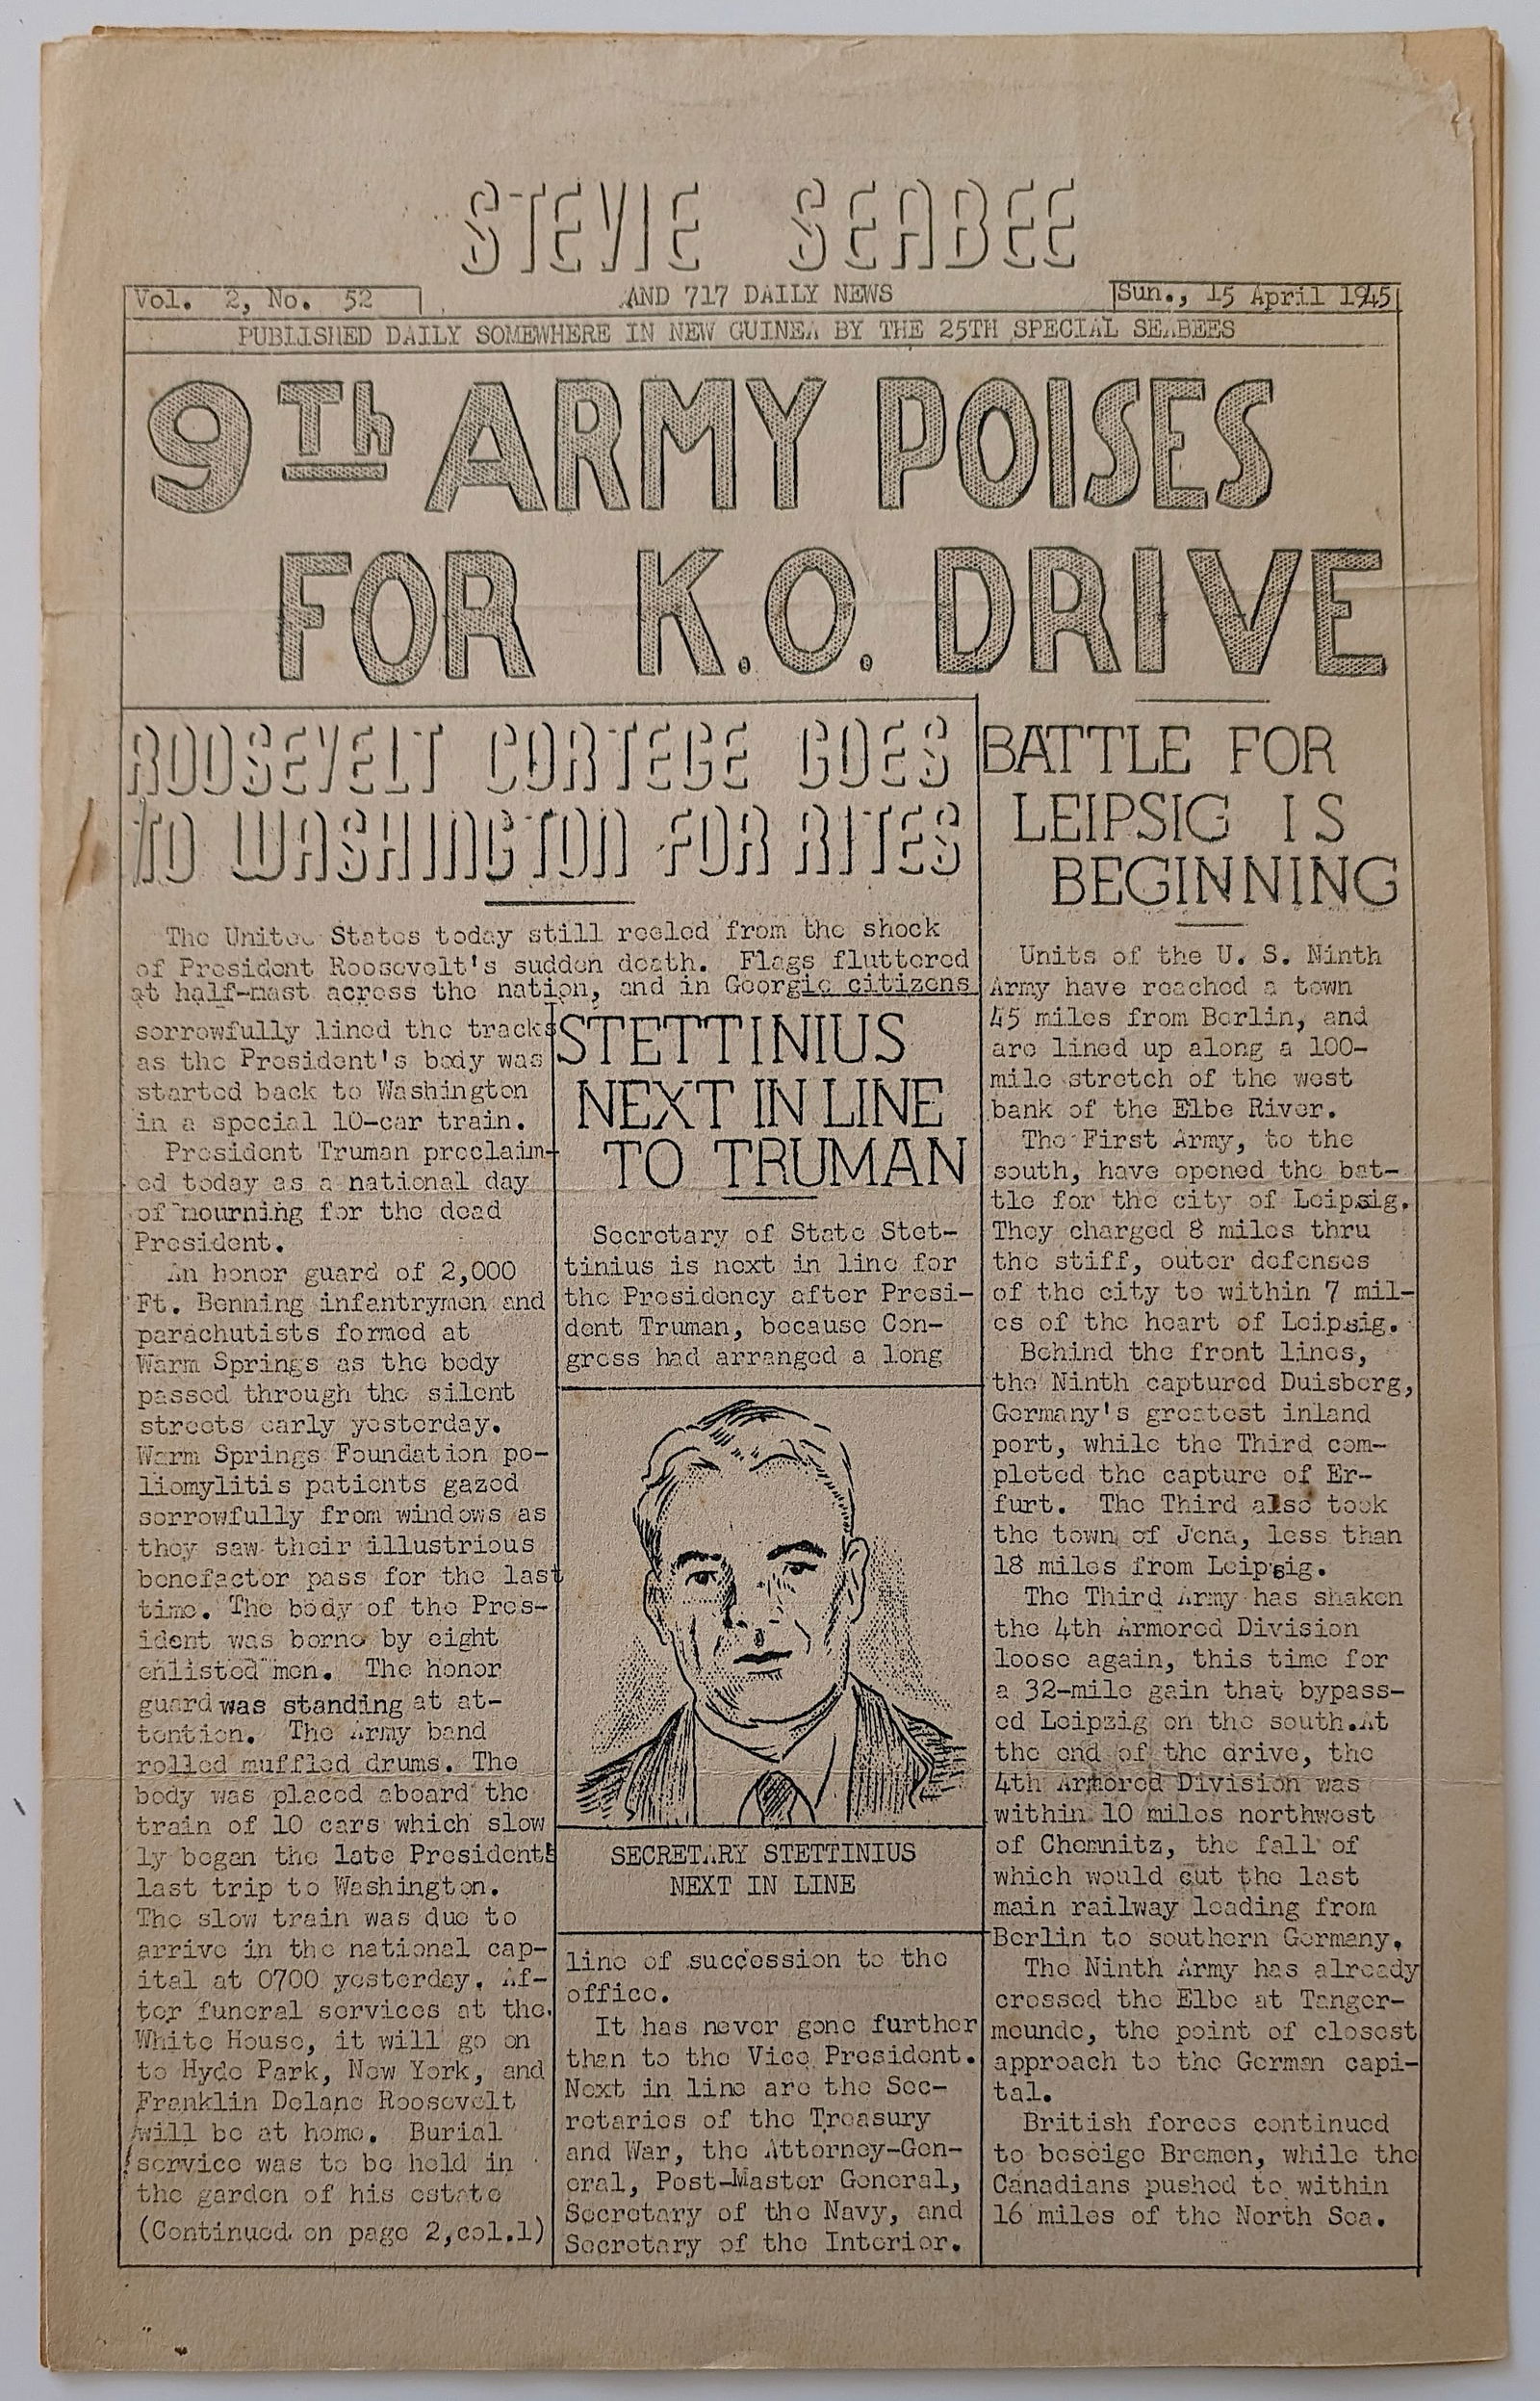 STEVIE SEABEE
Vol. 2, No. 52
AND 717 DAILY NEWS
Sun., 15 April 1945
PUBLISHED DAILY SOMEWHERE IN NEW GUINEA BY THE 25TH SPECIAL SEABEES
9Th ARMY POISES
FOR K.O. DRIVE
ROOSEVELT CORTEGE GOES
TO WASHINGTON FOR RITES
The United States today still reeled from the shock
of President Roosevelt's sudden death. Flags fluttered
at half-mast across the nation, and in Georgia citizens
sorrowfully lined the tracks
as the President's body was
started back to Washington
in a special 10-car train.
President Truman proclaim-
ed today as a national day
of mourning for the dead
President.
An honor guard of 2,000
Ft. Benning infantrymen and
parachutists formed at
Warm Springs as the body
passed through the silent
streets early yesterday.
Warm Springs Foundation po-
liomylitis patients gazed
sorrowfully from windows as
they saw their illustrious
benefactor pass for the last
time. The body of the Pres-
ident was borne by eight
enlisted men. The honor
guard was standing at at-
tention. The Army band
rolled muffled drums. The
body was placed aboard the
train of 10 cars which slow
ly began the late President's
last trip to Washington.
The slow train was due to
arrive in the national cap-
ital at 0700 yesterday. Af-
ter funeral services at the
White House, it will go on
to Hyde Park, New York, and
Franklin Delano Roosevelt
will be at home. Burial
service was to be held in
the garden of his estate
(Continued on page 2,col.1)
STETTINIUS
NEXT IN LINE
TO TRUMAN
Secretary of State Stet-
tinius is next in line for
the Presidency after Presi-
dent Truman, because Con-
gress had arranged a long
SECRETARY STETTINIUS
NEXT IN LINE
line of succession to the
office.
It has never gone further
than to the Vice President.
Next in line are the Sec-
retaries of the Treasury
and War, the Attorney-Gen-
eral, Post-Master General,
Secretary of the Navy, and
Secretary of the Interior.
BATTLE FOR
LEIPSIG IS
BEGINNING
Units of the U. S. Ninth
Army have reached a town
45 miles from Berlin, and
are lined up along a 100-
mile stretch of the west
bank of the Elbe River.
The First Army, to the
south, have opened the bat-
tle for the city of Leipsig.
They charged 8 miles thru
the stiff, outer defenses
of the city to within 7 mil-
es of the heart of Leipsig.
Behind the front lines,
the Ninth captured Duisberg,
Germany's greatest inland
port, while the Third com-
pleted the capture of Er-
furt. The Third also took
the town of Jena, less than
18 miles from Leipsig.
The Third Army has shaken
the 4th Armored Division
loose again, this time for
a 32-mile gain that bypass-
ed Leipzig on the south.At
the end of the drive, the
4th Armored Division was
within 10 miles northwest
of Chemnitz, the fall of
which would cut the last
main railway leading from
Berlin to southern Germany.
The Ninth Army has already
crossed the Elbe at Tanger-
meunde, the point of closest
approach to the German capi-
tal.
British forces continued
to beseige Bremen, while the
Canadians pushed to within
16 miles of the North Sea.